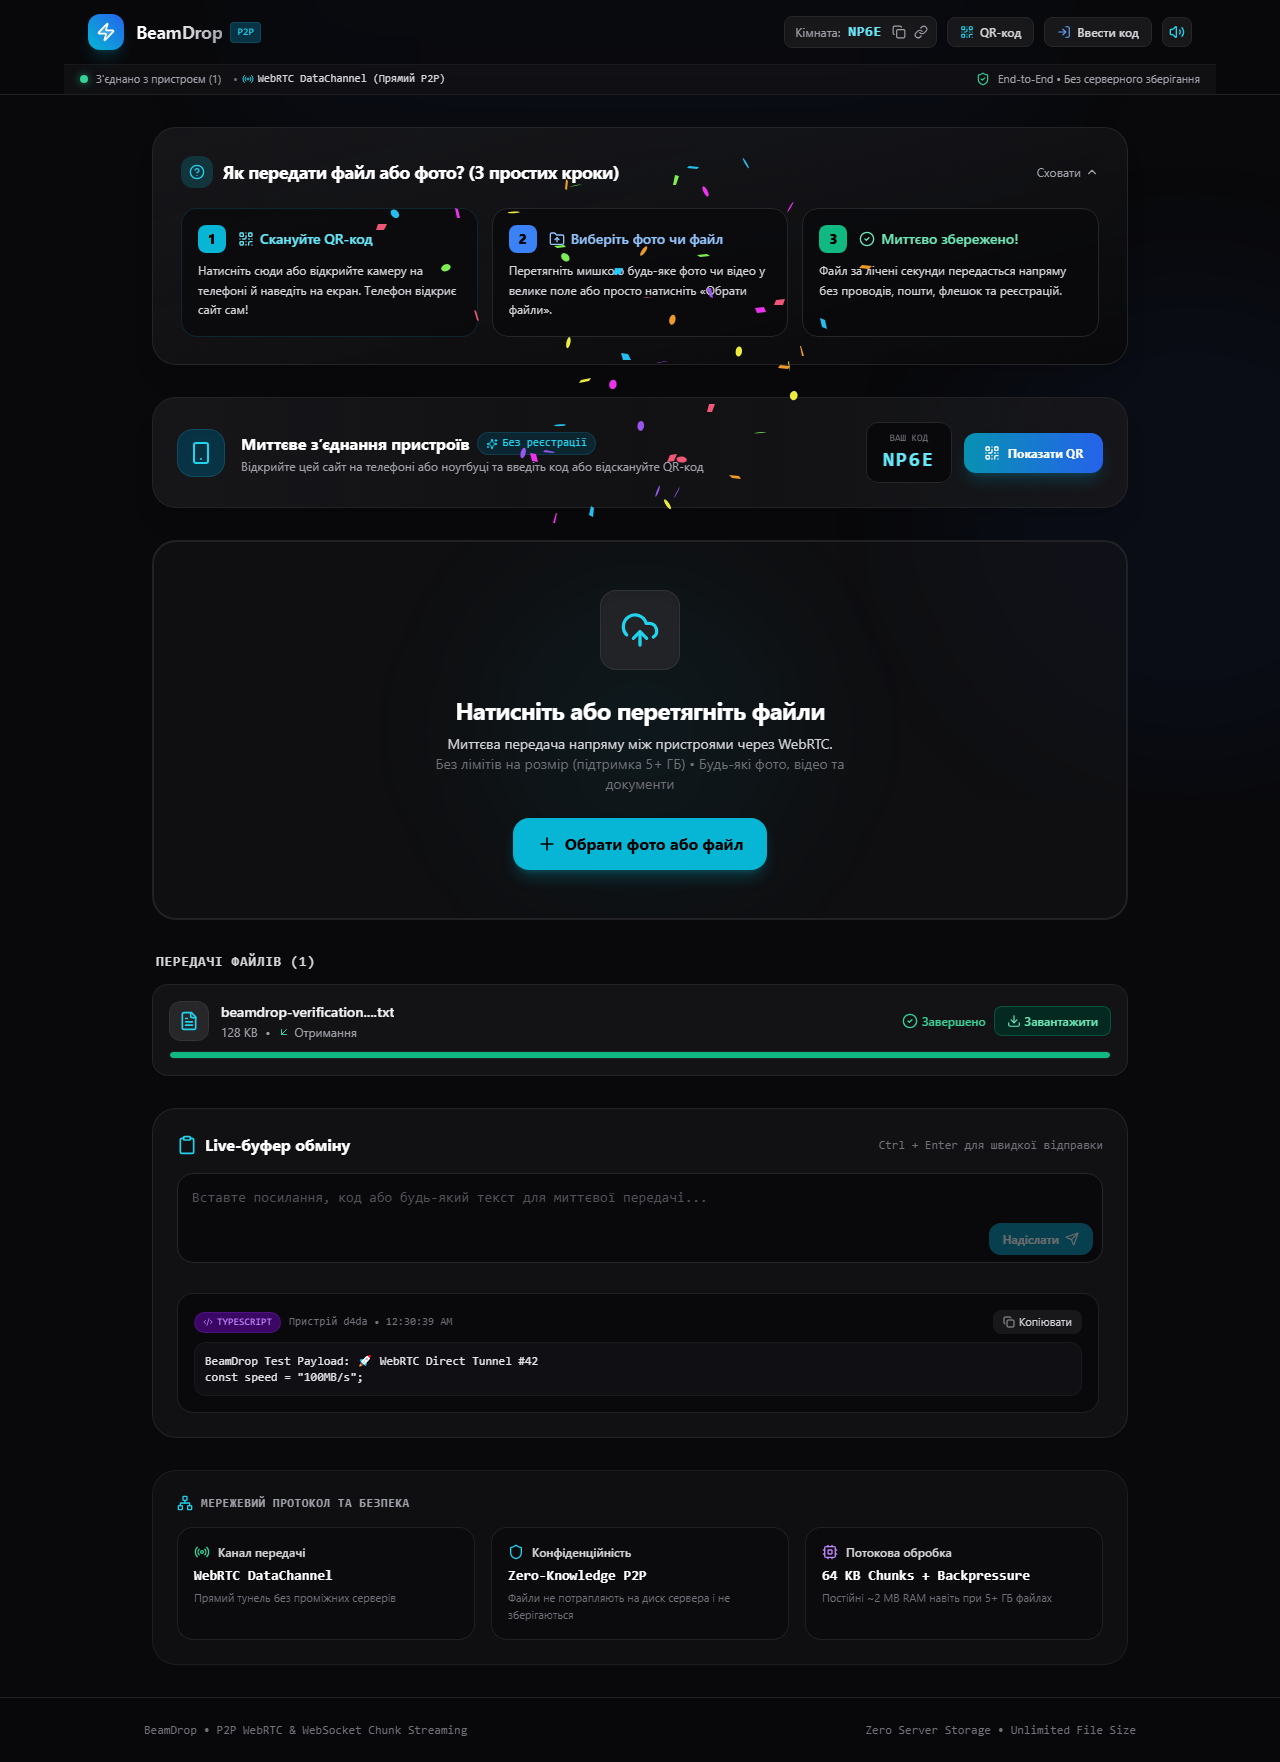 BeamDrop P2P
Кімната: NP6E
QR-код
Ввести код
З'єднано з пристроєм (1) • WebRTC DataChannel (Прямий P2P)
End-to-End • Без серверного зберігання
Як передати файл або фото? (3 простих кроки)
Сховати
1 Скануйте QR-код
Натисніть сюди або відкрийте камеру на
телефоні й наведіть на екран. Телефон відкриє
сайт сам!
2 Виберіть фото чи файл
Перетягніть мишкою будь-яке фото чи відео у
велике поле або просто натисніть «Обрати
файли».
3 Миттєво збережено!
Файл за лічені секунди передасться напряму
без проводів, пошти, флешок та реєстрацій.
Миттєве з'єднання пристроїв
Без реєстрації
Відкрийте цей сайт на телефоні або ноутбуці та введіть код або відскануйте QR-код
ВАШ КОД
NP6E
Показати QR
Натисніть або перетягніть файли
Миттєва передача напряму між пристроями через WebRTC.
Без лімітів на розмір (підтримка 5+ ГБ) • Будь-які фото, відео та
документи
Обрати фото або файл
ПЕРЕДАЧІ ФАЙЛІВ (1)
beamdrop-verification....txt
128 KB • Отримання
Завершено
Завантажити
Live-буфер обміну
Ctrl + Enter для швидкої відправки
Вставте посилання, код або будь-який текст для миттєвої передачі...
Надіслати
TYPESCRIPT
Пристрій d4da • 12:30:39 AM
Копіювати
BeamDrop Test Payload: 🚀 WebRTC Direct Tunnel #42
const speed = "100MB/s";
МЕРЕЖЕВИЙ ПРОТОКОЛ ТА БЕЗПЕКА
Канал передачі
WebRTC DataChannel
Прямий тунель без проміжних серверів
Конфіденційність
Zero-Knowledge P2P
Файли не потрапляють на диск сервера і не
зберігаються
Потокова обробка
64 KB Chunks + Backpressure
Постійні ~2 MB RAM навіть при 5+ ГБ файлах
BeamDrop • P2P WebRTC & WebSocket Chunk Streaming
Zero Server Storage • Unlimited File Size